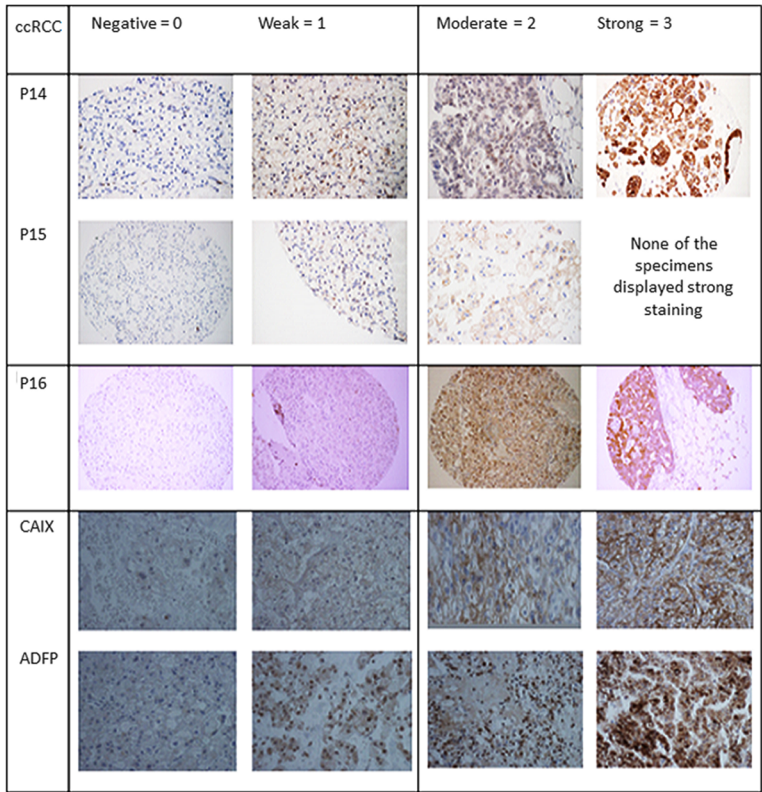 ccRCC Negative = 0 Weak = 1 Moderate = 2 Strong = 3
P14
P15
None of the
specimens
displayed strong
staining
P16
CAIX
ADFP